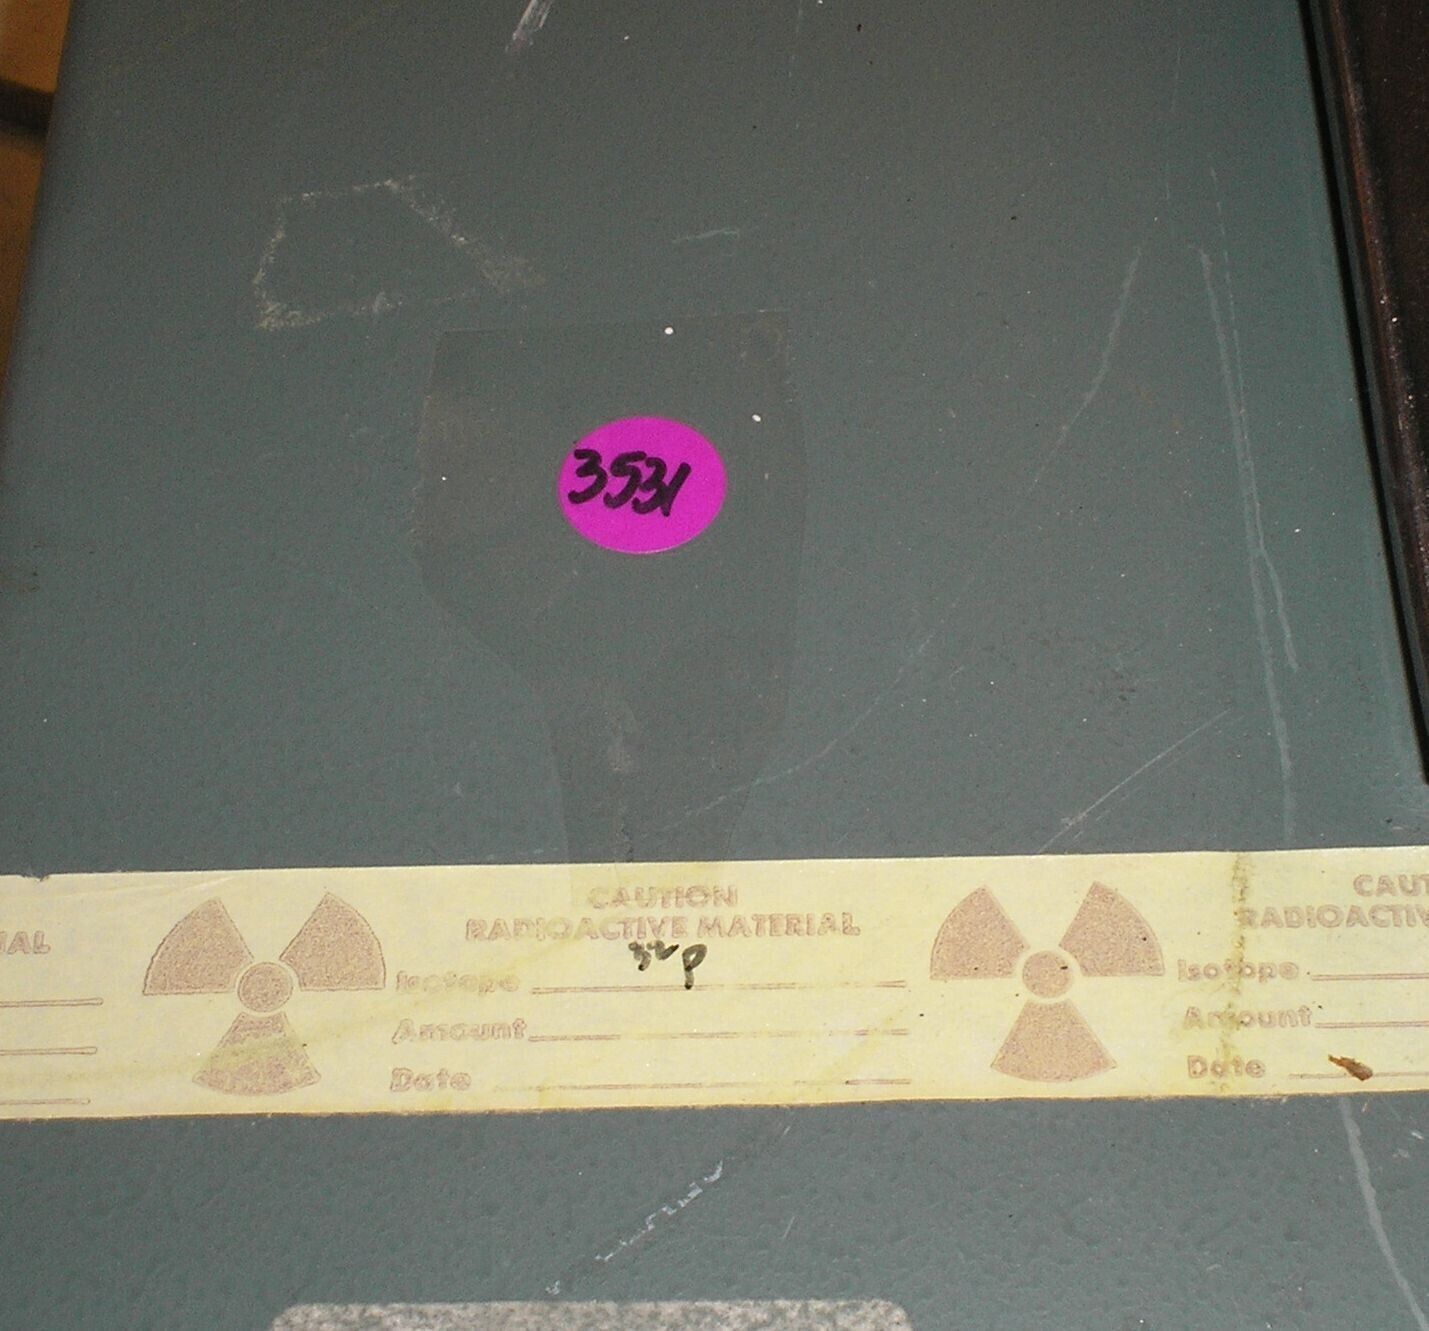 3531
CAUTION
RADIOACTIVE MATERIAL
32P
Isotope
Amount
Date
IAL
CAUT
RADIOACTIV
Isotope
Amount
Date